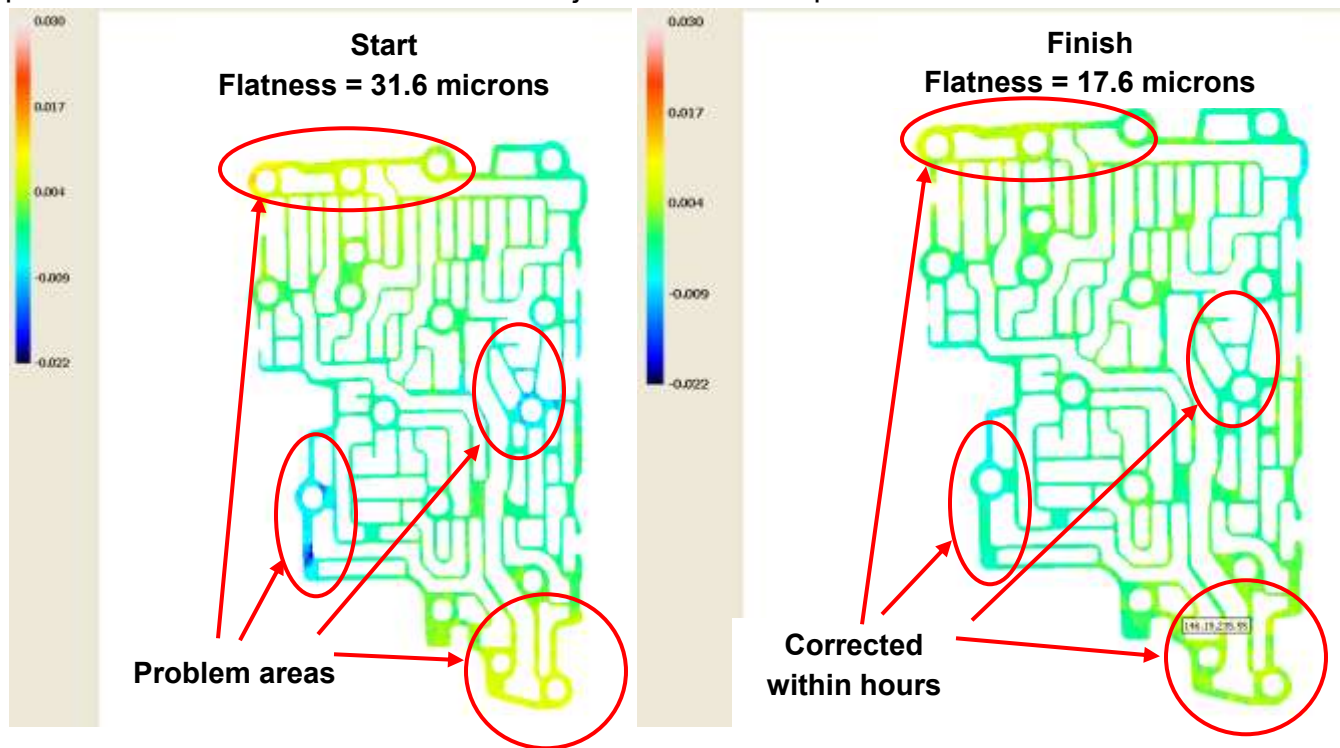 0.030
0.017
0.004
-0.009
-0.022
Start
Flatness = 31.6 microns
Problem areas
0.030
0.017
0.004
-0.009
-0.022
Finish
Flatness = 17.6 microns
Corrected
within hours